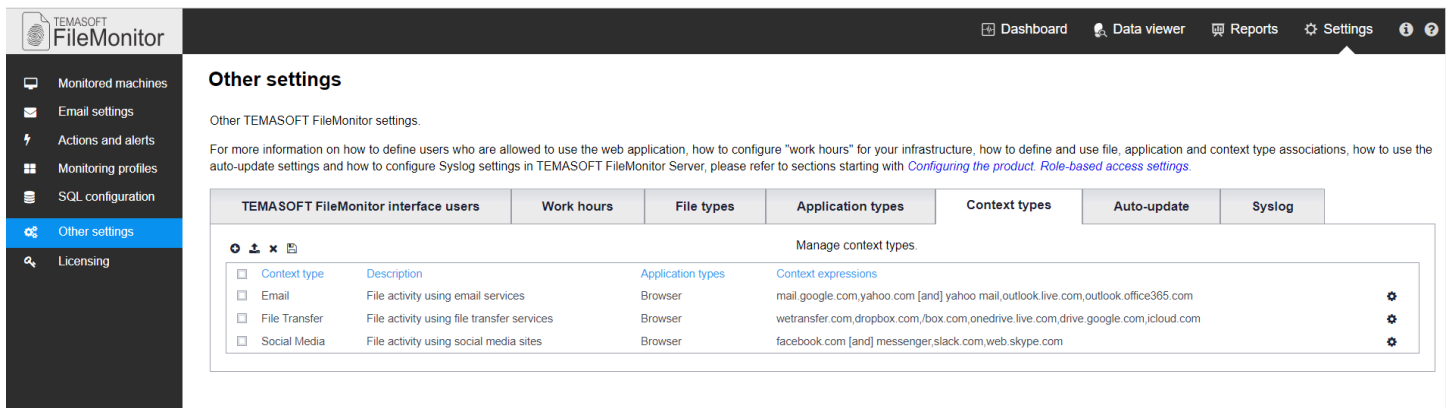 TEMASOFT
FileMonitor
Dashboard
Data viewer
Reports
Settings
Monitored machines
Email settings
Actions and alerts
Monitoring profiles
SQL configuration
Other settings
Licensing
Other settings
Other TEMASOFT FileMonitor settings.
For more information on how to define users who are allowed to use the web application, how to configure "work hours" for your infrastructure, how to define and use file, application and context type associations, how to use the
auto-update settings and how to configure Syslog settings in TEMASOFT FileMonitor Server, please refer to sections starting with Configuring the product. Role-based access settings.
TEMASOFT FileMonitor interface users
Work hours
File types
Application types
Context types
Auto-update
Syslog
Manage context types.
Context type Description Application types Context expressions
Email File activity using email services Browser mail.google.com,yahoo.com [and] yahoo mail,outlook.live.com,outlook.office365.com
File Transfer File activity using file transfer services Browser wetransfer.com,dropbox.com,/box.com,onedrive.live.com,drive.google.com,icloud.com
Social Media File activity using social media sites Browser facebook.com [and] messenger,slack.com,web.skype.com